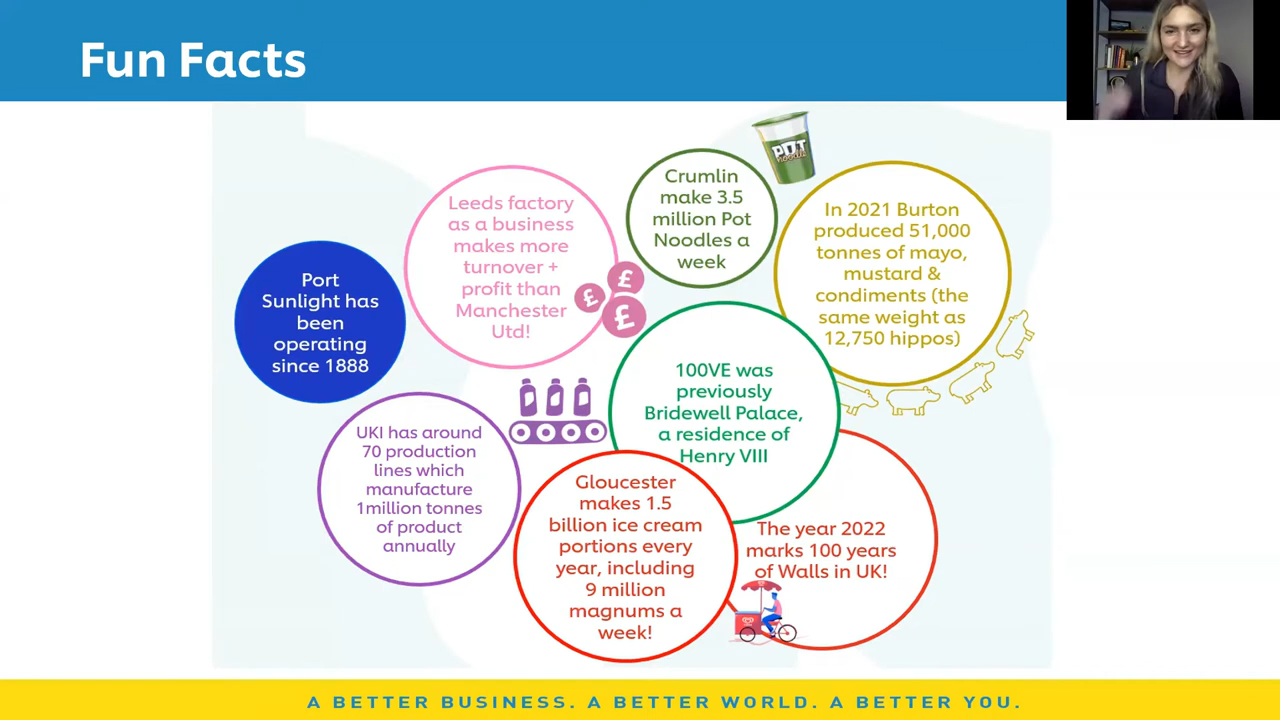 Fun Facts
Port
Sunlight has
been
operating
since 1888
Leeds factory
as a business
makes more
turnover +
profit than
Manchester
Utd!
£
£
£
Crumlin
make 3.5
million Pot
Noodles a
week
POT
NOODLE
In 2021 Burton
produced 51,000
tonnes of mayo,
mustard &
condiments (the
same weight as
12,750 hippos)
100VE was
previously
Bridewell Palace,
a residence of
Henry VIII
UKI has around
70 production
lines which
manufacture
1million tonnes
of product
annually
Gloucester
makes 1.5
billion ice cream
portions every
year, including
9 million
magnums a
week!
The year 2022
marks 100 years
of Walls in UK!
A BETTER BUSINESS. A BETTER WORLD. A BETTER YOU.